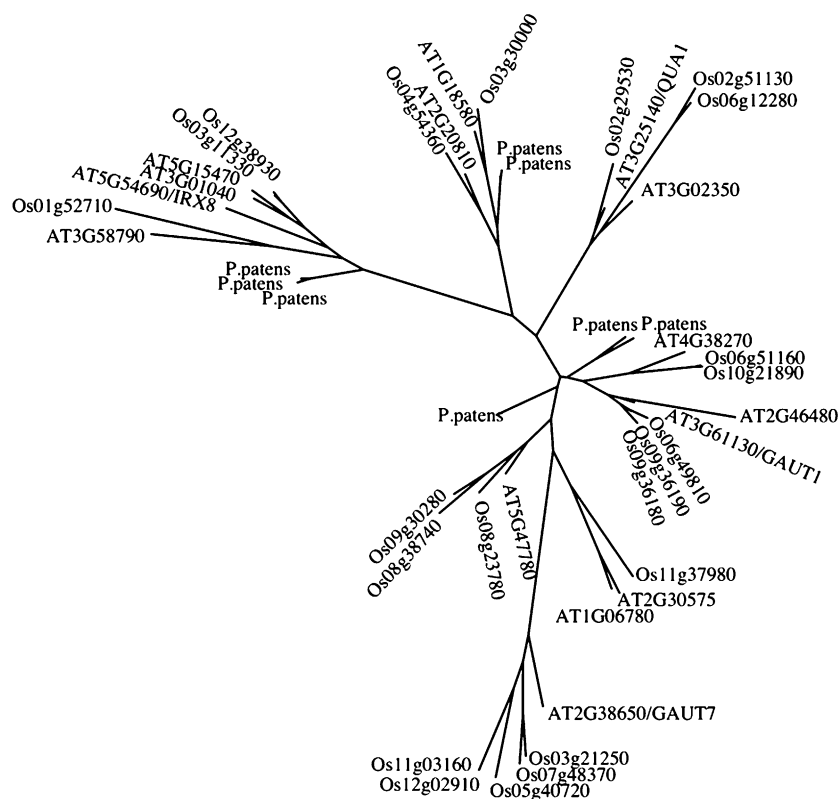 Os03g30000
AT1G18580
AT2G20810
Os04g54360
P.patens
P.patens
Os02g29530
AT3G25140/QUA1
Os02g51130
Os06g12280
AT3G02350
Os12g38930
Os03g11330
AT5G15470
AT3G01040
AT5G54690/IRX8
Os01g52710
AT3G58790
P.patens
P.patens
P.patens
P.patens
P.patens
AT4G38270
Os06g51160
Os10g21890
AT2G46480
AT3G61130/GAUT1
Os06g49810
Os09g36190
Os09g36180
P.patens
Os09g30280
Os08g38740
Os08g23780
AT5G47780
Os11g37980
AT2G30575
AT1G06780
AT2G38650/GAUT7
Os11g03160
Os12g02910
Os03g21250
Os07g48370
Os05g40720